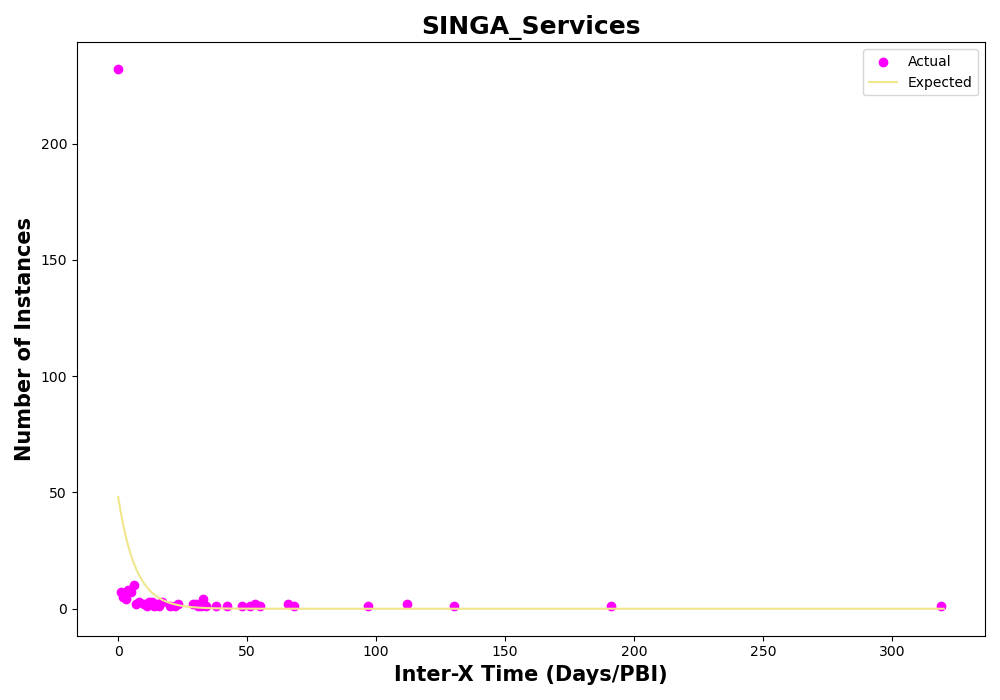 SINGA_Services
Actual
Expected
Number of Instances
200
150
100
50
0
0 50 100 150 200 250 300
Inter-X Time (Days/PBI)